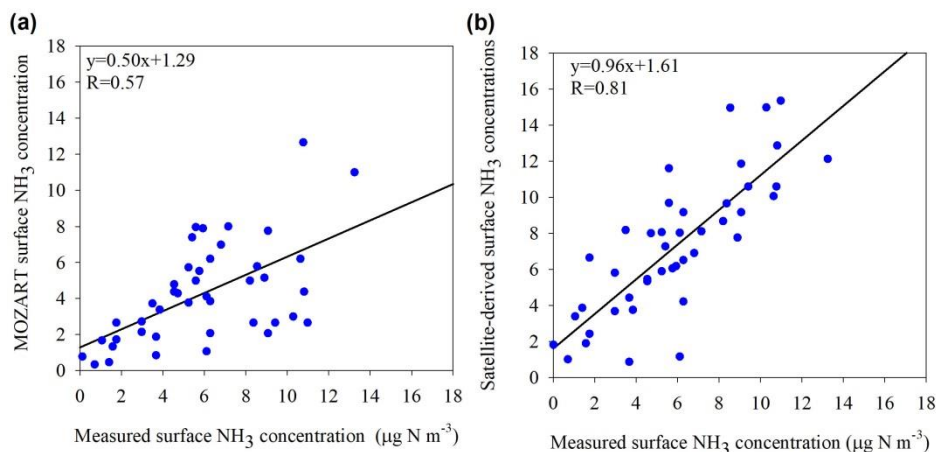 (a)
y=0.50x+1.29
R=0.57
MOZART surface NH3 concentrations
18
16
14
12
10
8
6
4
2
0
0 2 4 6 8 10 12 14 16 18
Measured surface NH3 concentration (μg N m-3)
(b)
y=0.96x+1.61
R=0.81
Satellite-derived surface NH3 concentrations
18
16
14
12
10
8
6
4
2
0
0 2 4 6 8 10 12 14 16 18
Measured surface NH3 concentration (μg N m-3)